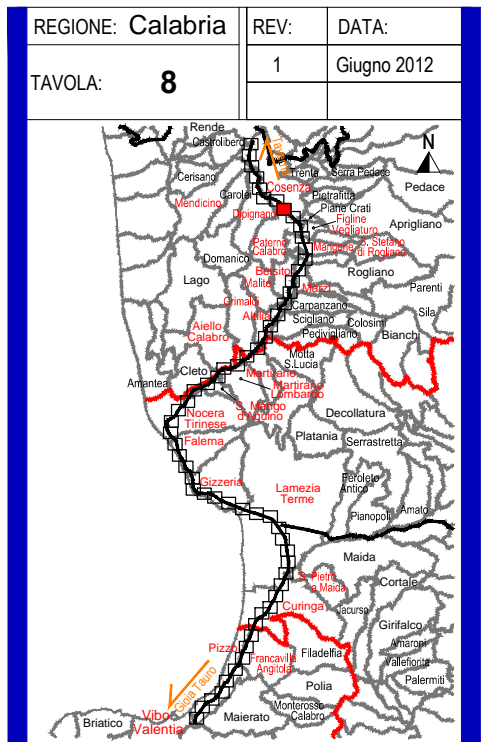 REGIONE: Calabria
REV:
DATA:
TAVOLA: 8
1
Giugno 2012
Rende
Castrolibero
Taranto
N
Trenta
Serra Pedace
Cerisano
Cosenza
Pedace
Carolei
Pietrafitta
Mendicino
Dipignano
Piane Crati
Figline
Vegliaturo
Aprigliano
Paterno
Calabro
Mangone
S. Stefano
di Rogliano
Domanico
Belsito
Rogliano
Lago
Malito
Marzi
Parenti
Grimaldi
Carpanzano
Sila
Altilia
Scigliano
Colosimi
Aiello
Calabro
Pedivigliano
Bianchi
Motta
S.Lucia
Cleto
Martirano
Amantea
Martirano
Lombardo
S. Mango
d'Aquino
Nocera
Tirinese
Decollatura
Falerna
Platania
Serrastretta
Gizzeria
Lamezia
Terme
Feroleto
Antico
Pianopoli
Amato
Maida
S. Pietro
a Maida
Cortale
Curinga
Jacurso
Girifalco
Pizzo
Amaroni
Francavilla
Angitola
Filadelfia
Vallefiorita
Gioia Tauro
Polia
Palermiti
Vibo
Valentia
Briatico
Maierato
Monterosso
Calabro